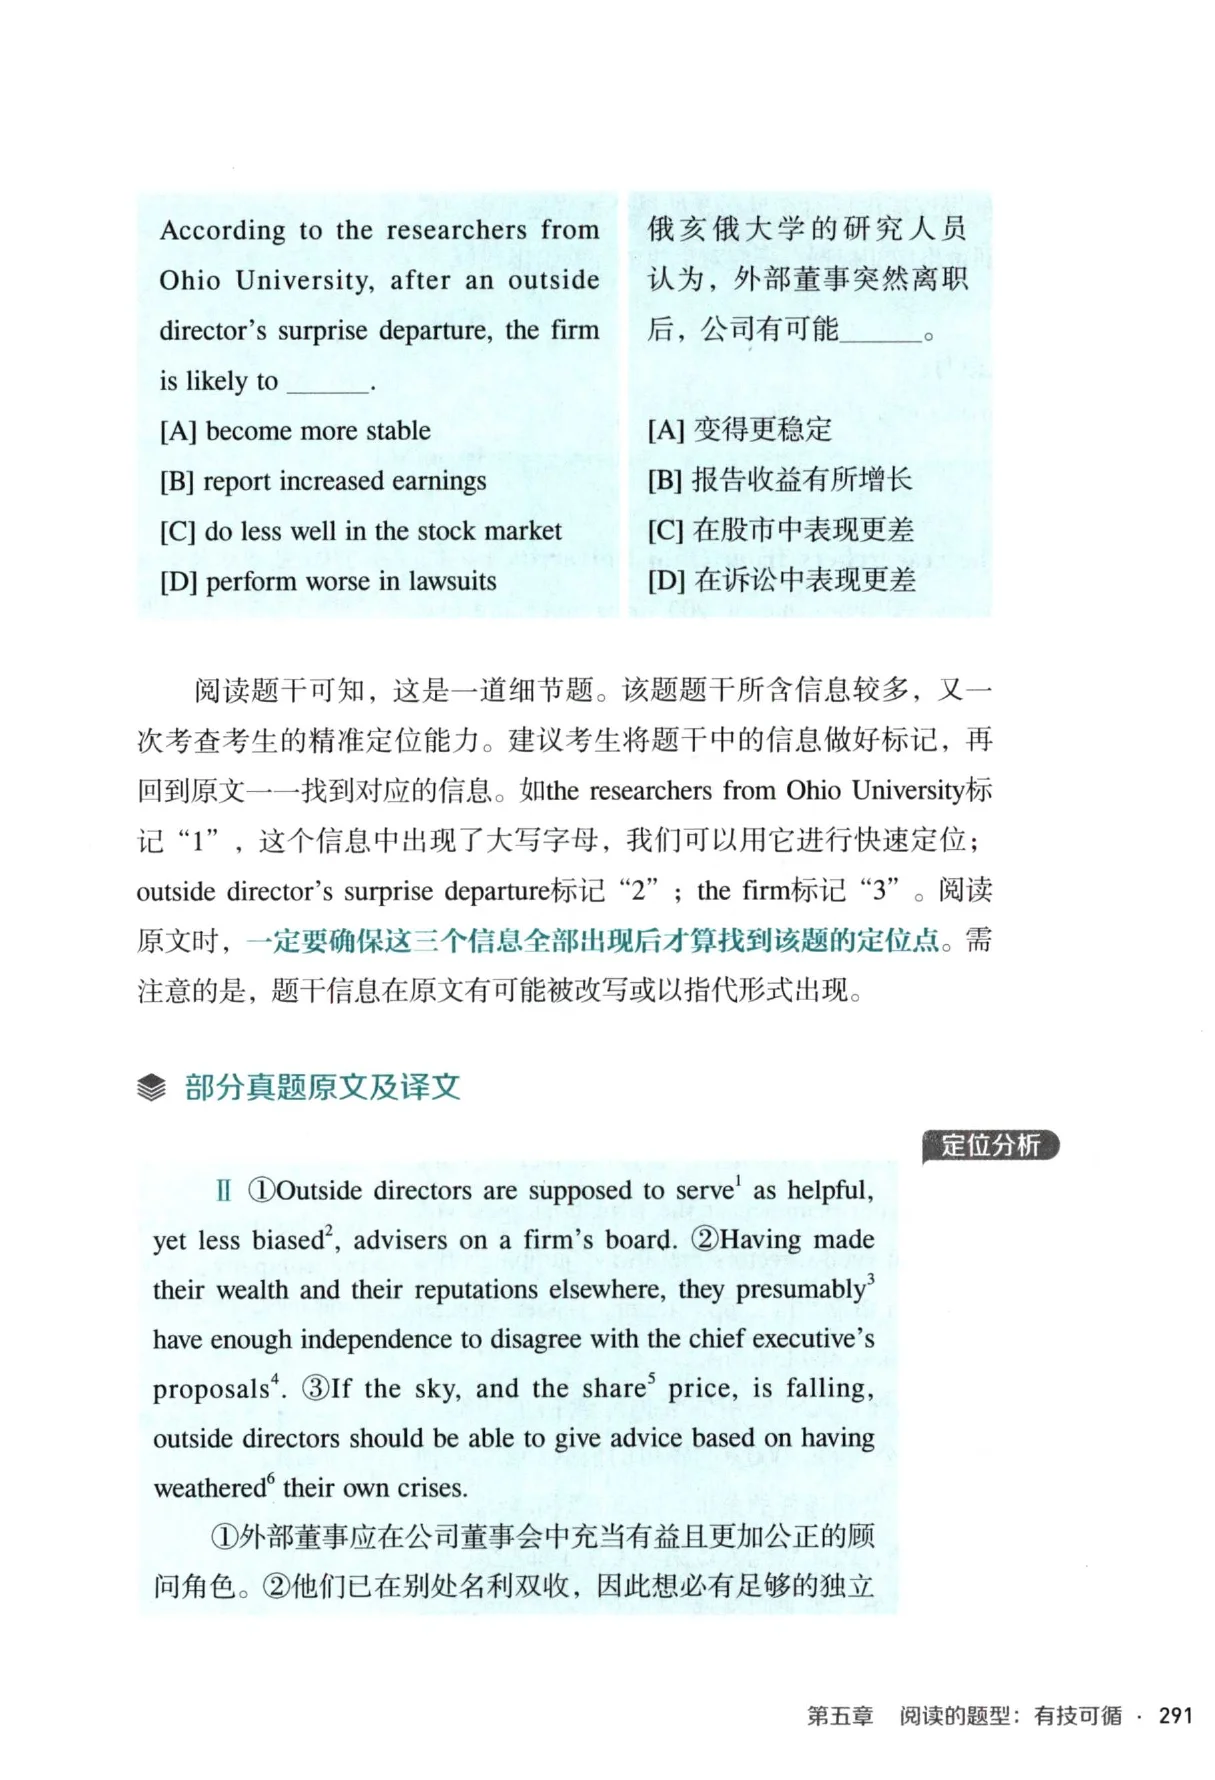 According to the researchers from
Ohio University, after an outside
director's surprise departure, the firm
is likely to ______.
[A] become more stable
[B] report increased earnings
[C] do less well in the stock market
[D] perform worse in lawsuits
俄亥俄大学的研究人员
认为，外部董事突然离职
后，公司有可能______。
[A] 变得更稳定
[B] 报告收益有所增长
[C] 在股市中表现更差
[D] 在诉讼中表现更差
阅读题干可知，这是一道细节题。该题题干所含信息较多，又一
次考查考生的精准定位能力。建议考生将题干中的信息做好标记，再
回到原文一一找到对应的信息。如the researchers from Ohio University标
记“1”，这个信息中出现了大写字母，我们可以用它进行快速定位；
outside director's surprise departure标记“2”；the firm标记“3”。阅读
原文时，一定要确保这三个信息全部出现后才算找到该题的定位点。需
注意的是，题干信息在原文有可能被改写或以指代形式出现。
部分真题原文及译文
定位分析
Ⅱ ①Outside directors are supposed to serve¹ as helpful,
yet less biased², advisers on a firm's board. ②Having made
their wealth and their reputations elsewhere, they presumably³
have enough independence to disagree with the chief executive's
proposals⁴. ③If the sky, and the share⁵ price, is falling,
outside directors should be able to give advice based on having
weathered⁶ their own crises.
①外部董事应在公司董事会中充当有益且更加公正的顾
问角色。②他们已在别处名利双收，因此想必有足够的独立
第五章 阅读的题型：有技可循 · 291